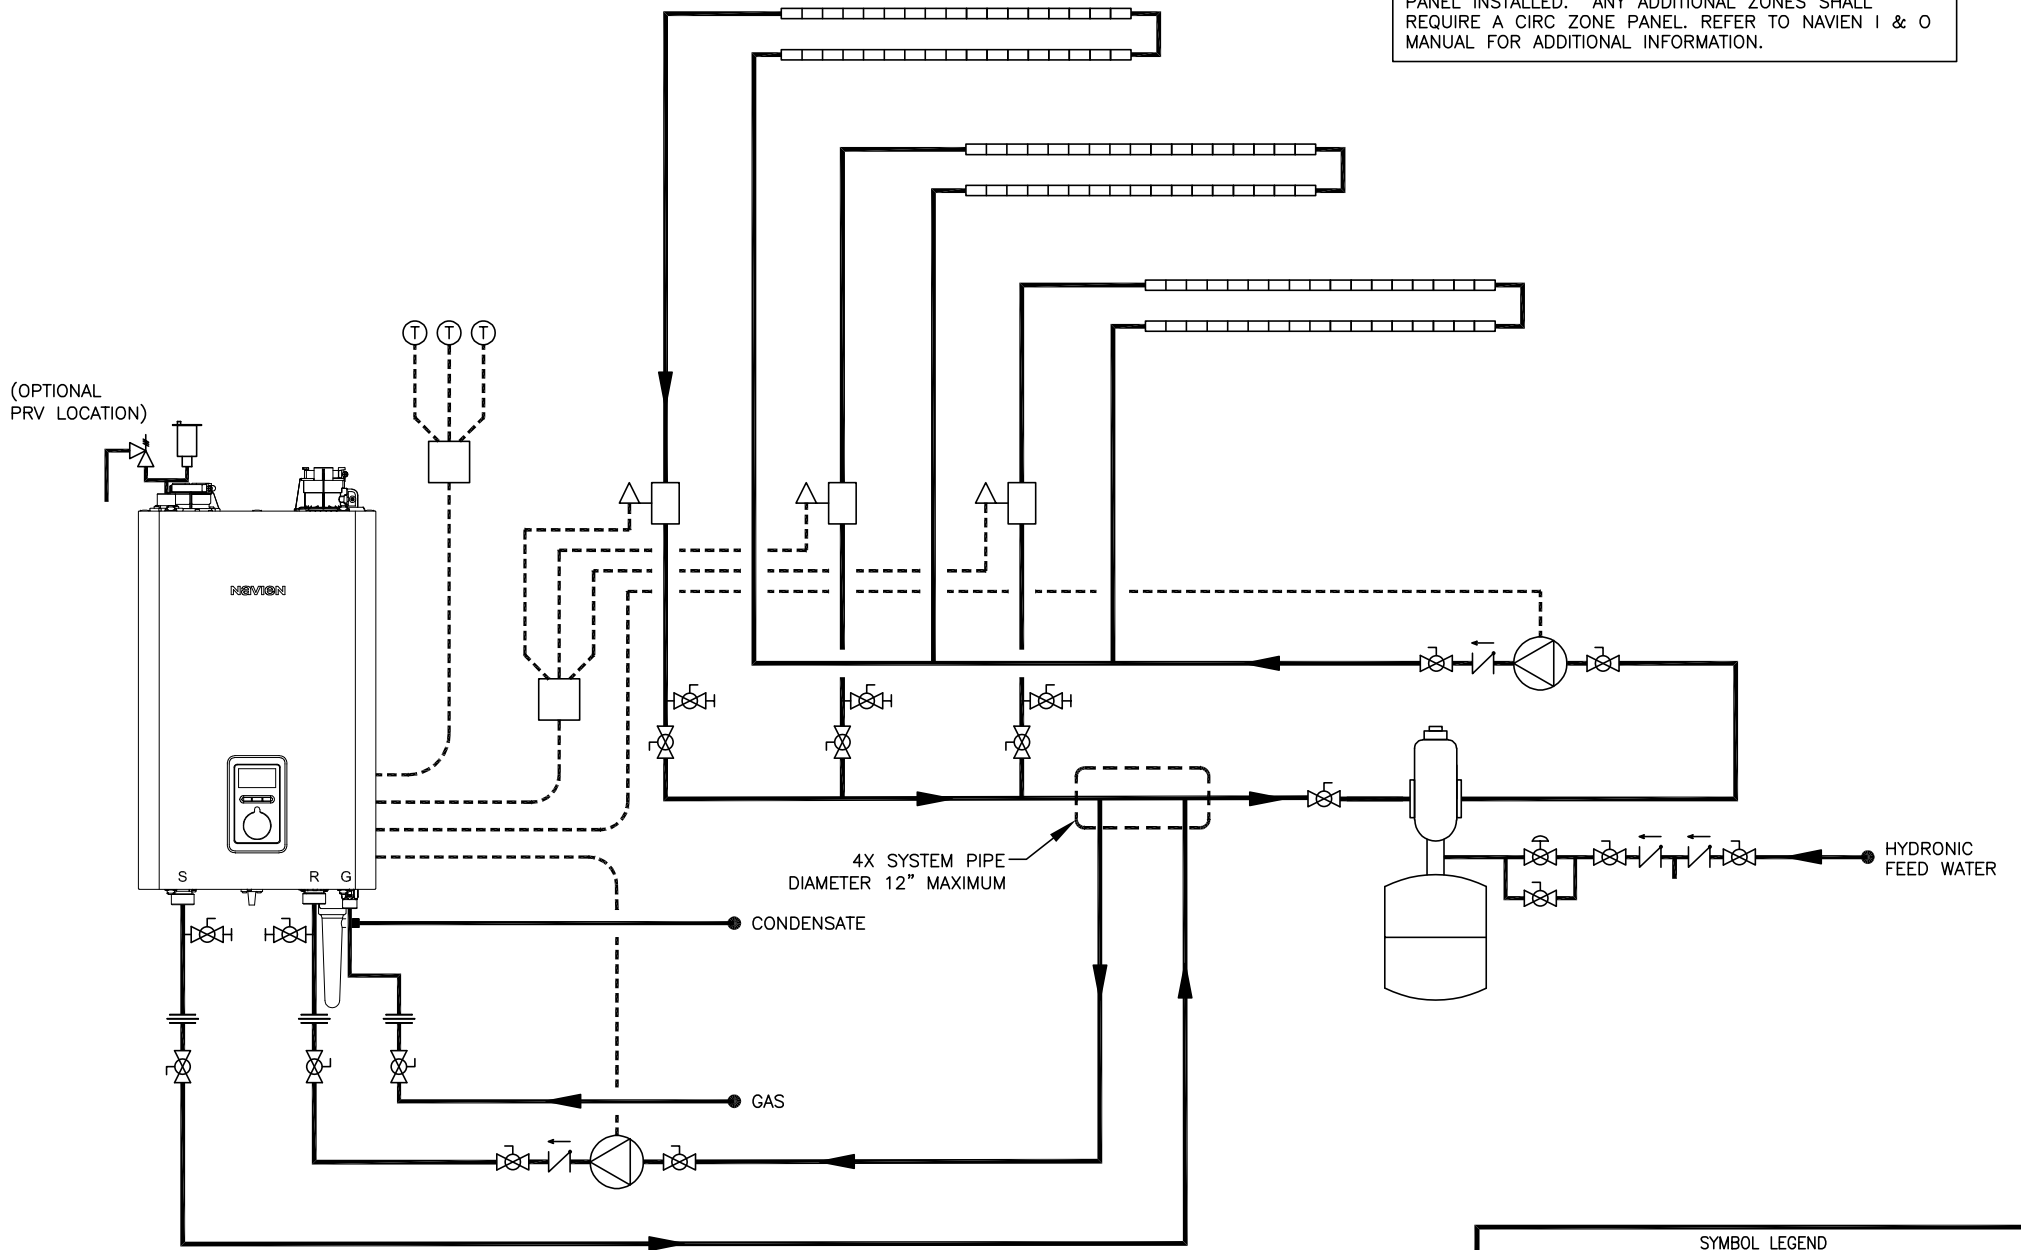 PANEL INSTALLED. ANY ADDITIONAL ZONES SHALL
REQUIRE A CIRC ZONE PANEL. REFER TO NAVIEN I & O
MANUAL FOR ADDITIONAL INFORMATION.
T T T
(OPTIONAL
PRV LOCATION)
NAVIEN
S R G
4X SYSTEM PIPE
DIAMETER 12" MAXIMUM
HYDRONIC
FEED WATER
CONDENSATE
GAS
SYMBOL LEGEND